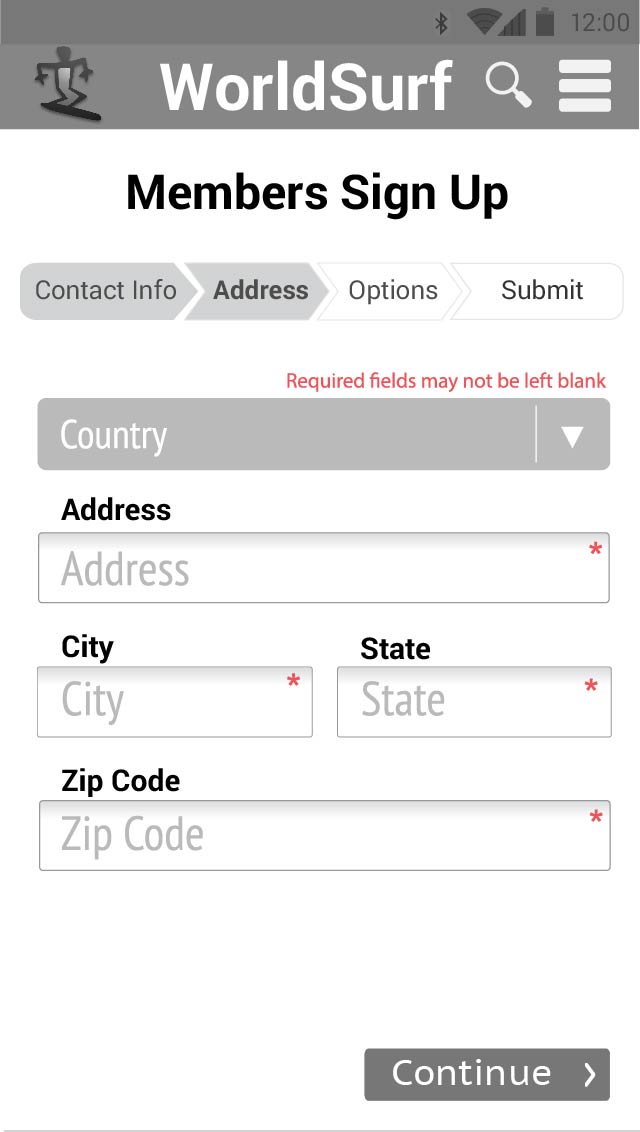 12:00
WorldSurf
Members Sign Up
Contact Info Address Options Submit
Required fields may not be left blank
Country
Address
Address *
City State
City * State *
Zip Code
Zip Code *
Continue